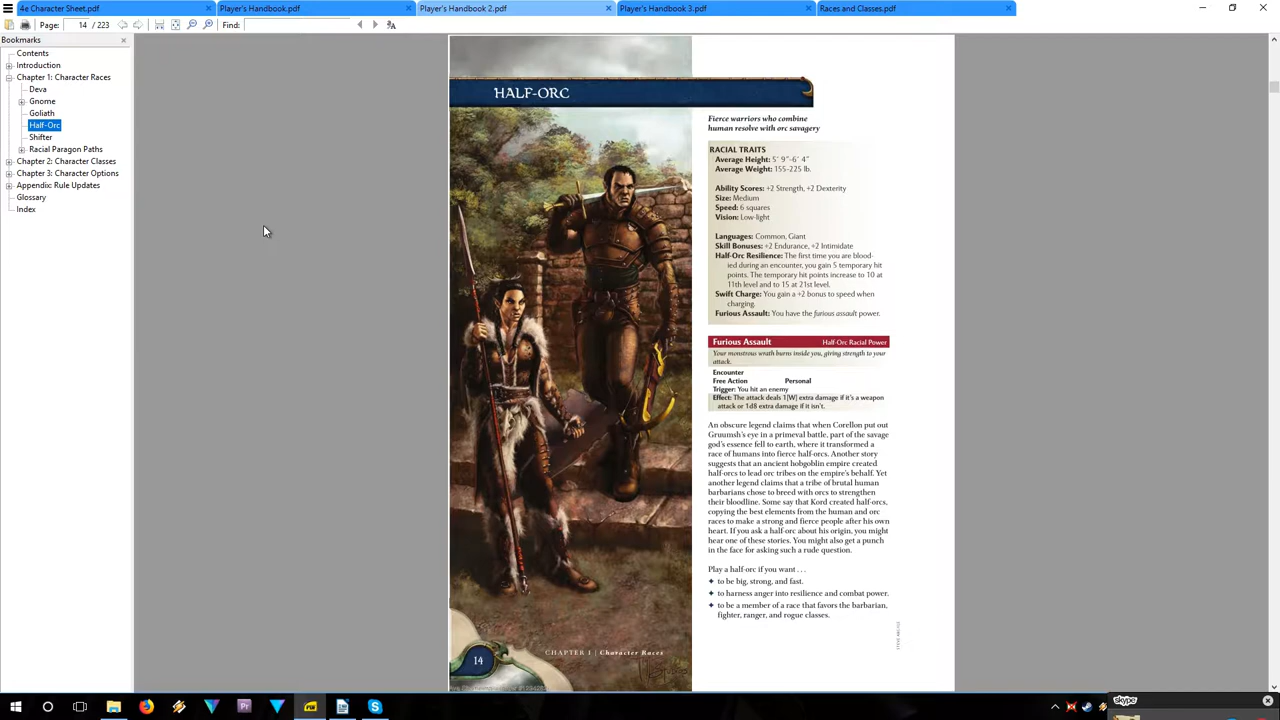 4e Character Sheet.pdf
Player's Handbook.pdf
Player's Handbook 2.pdf
Player's Handbook 3.pdf
Races and Classes.pdf
Page: 14 / 223
Find:
Bookmarks
Contents
Introduction
Chapter 1: Character Races
Deva
Gnome
Goliath
Half-Orc
Shifter
Racial Paragon Paths
Chapter 2: Character Classes
Chapter 3: Character Options
Appendix: Rule Updates
Glossary
Index
HALF-ORC
Fierce warriors who combine
human resolve with orc savagery
RACIAL TRAITS
Average Height: 5´ 9˝-6´ 4˝
Average Weight: 155-225 lb.
Ability Scores: +2 Strength, +2 Dexterity
Size: Medium
Speed: 6 squares
Vision: Low-light
Languages: Common, Giant
Skill Bonuses: +2 Endurance, +2 Intimidate
Half-Orc Resilience: The first time you are blood-
ied during an encounter, you gain 5 temporary hit
points. The temporary hit points increase to 10 at
11th level and to 15 at 21st level.
Swift Charge: You gain a +2 bonus to speed when
charging.
Furious Assault: You have the furious assault power.
Furious Assault Half-Orc Racial Power
Your monstrous wrath burns inside you, giving strength to your
attack.
Encounter
Free Action Personal
Trigger: You hit an enemy
Effect: The attack deals 1[W] extra damage if it's a weapon
attack or 1d8 extra damage if it isn't.
An obscure legend claims that when Corellon put out
Gruumsh's eye in a primeval battle, part of the savage
god's essence fell to earth, where it transformed a
race of humans into fierce half-orcs. Another story
suggests that an ancient hobgoblin empire created
half-orcs to lead orc tribes on the empire's behalf. Yet
another legend claims that a tribe of brutal human
barbarians chose to breed with orcs to strengthen
their bloodline. Some say that Kord created half-orcs,
copying the best elements from the human and orc
races to make a strong and fierce people after his own
heart. If you ask a half-orc about his origin, you might
hear one of these stories. You might also get a punch
in the face for asking such a rude question.
Play a half-orc if you want . . .
✦ to be big, strong, and fast.
✦ to harness anger into resilience and combat power.
✦ to be a member of a race that favors the barbarian,
fighter, ranger, and rogue classes.
CHAPTER 1 | Character Races
14
skype